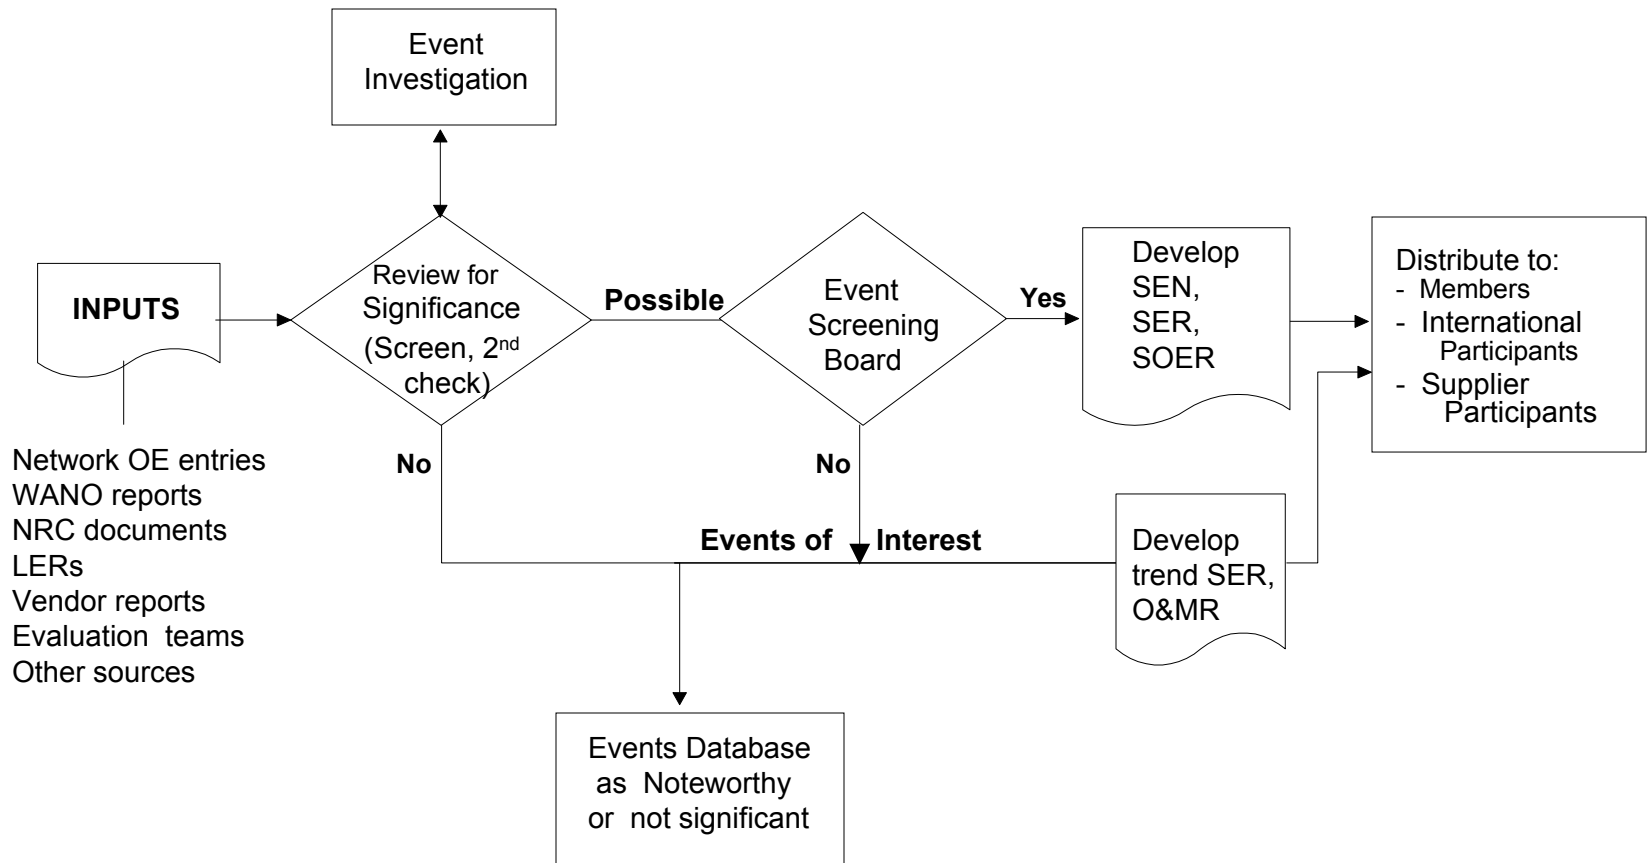 Event
Investigation
INPUTS
Review for
Significance
(Screen, 2nd
check)
Possible
Event
Screening
Board
Yes
Develop
SEN,
SER,
SOER
Distribute to:
- Members
- International
Participants
- Supplier
Participants
No
No
Network OE entries
WANO reports
NRC documents
LERs
Vendor reports
Evaluation teams
Other sources
Events of Interest
Develop
trend SER,
O&MR
Events Database
as Noteworthy
or not significant